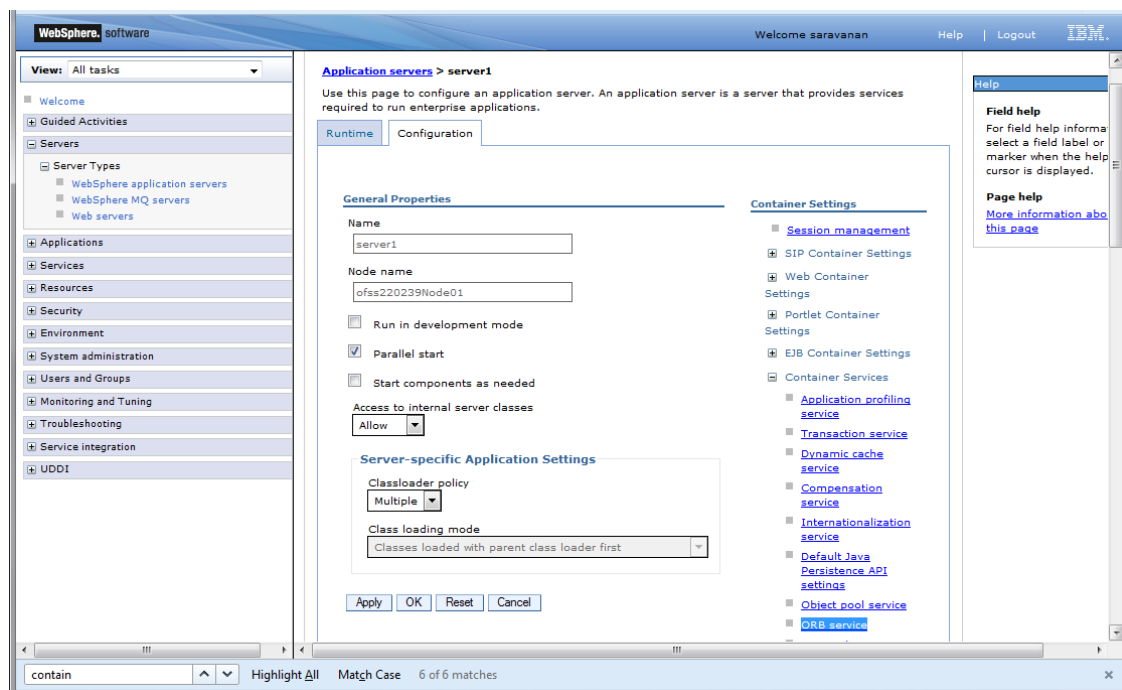 WebSphere. software
Welcome saravanan
Help | Logout
IBM.
View: All tasks
Welcome
Guided Activities
Servers
Server Types
WebSphere application servers
WebSphere MQ servers
Web servers
Applications
Services
Resources
Security
Environment
System administration
Users and Groups
Monitoring and Tuning
Troubleshooting
Service integration
UDDI
Application servers > server1
Use this page to configure an application server. An application server is a server that provides services
required to run enterprise applications.
Runtime
Configuration
General Properties
Name
server1
Node name
ofss220239Node01
Run in development mode
Parallel start
Start components as needed
Access to internal server classes
Allow
Server-specific Application Settings
Classloader policy
Multiple
Class loading mode
Classes loaded with parent class loader first
Apply OK Reset Cancel
Container Settings
Session management
SIP Container Settings
Web Container
Settings
Portlet Container
Settings
EJB Container Settings
Container Services
Application profiling
service
Transaction service
Dynamic cache
service
Compensation
service
Internationalization
service
Default Java
Persistence API
settings
Object pool service
ORB service
Help
Field help
For field help informa
select a field label or
marker when the help
cursor is displayed.
Page help
More information abo
this page
contain
Highlight All
Match Case
6 of 6 matches